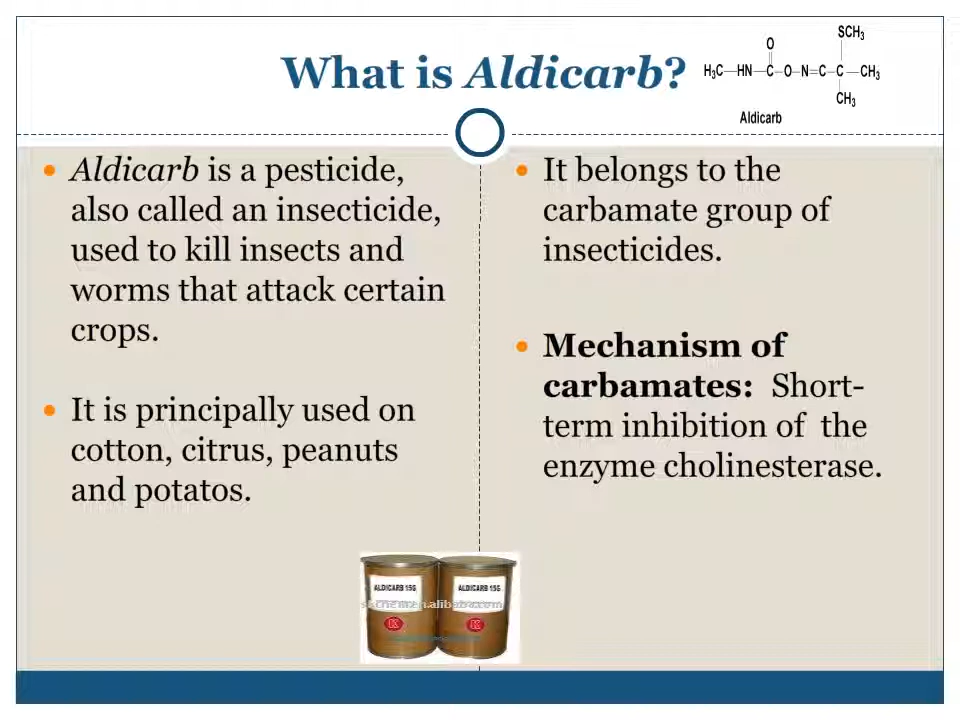 What is Aldicarb?
SCH₃
O
H₃C—HN—C—O—N=C—C—CH₃
CH₃
Aldicarb
Aldicarb is a pesticide,
also called an insecticide,
used to kill insects and
worms that attack certain
crops.
It is principally used on
cotton, citrus, peanuts
and potatos.
It belongs to the
carbamate group of
insecticides.
Mechanism of
carbamates: Short-
term inhibition of the
enzyme cholinesterase.
ALDICARB 15G
ALDICARB 15G
K
K